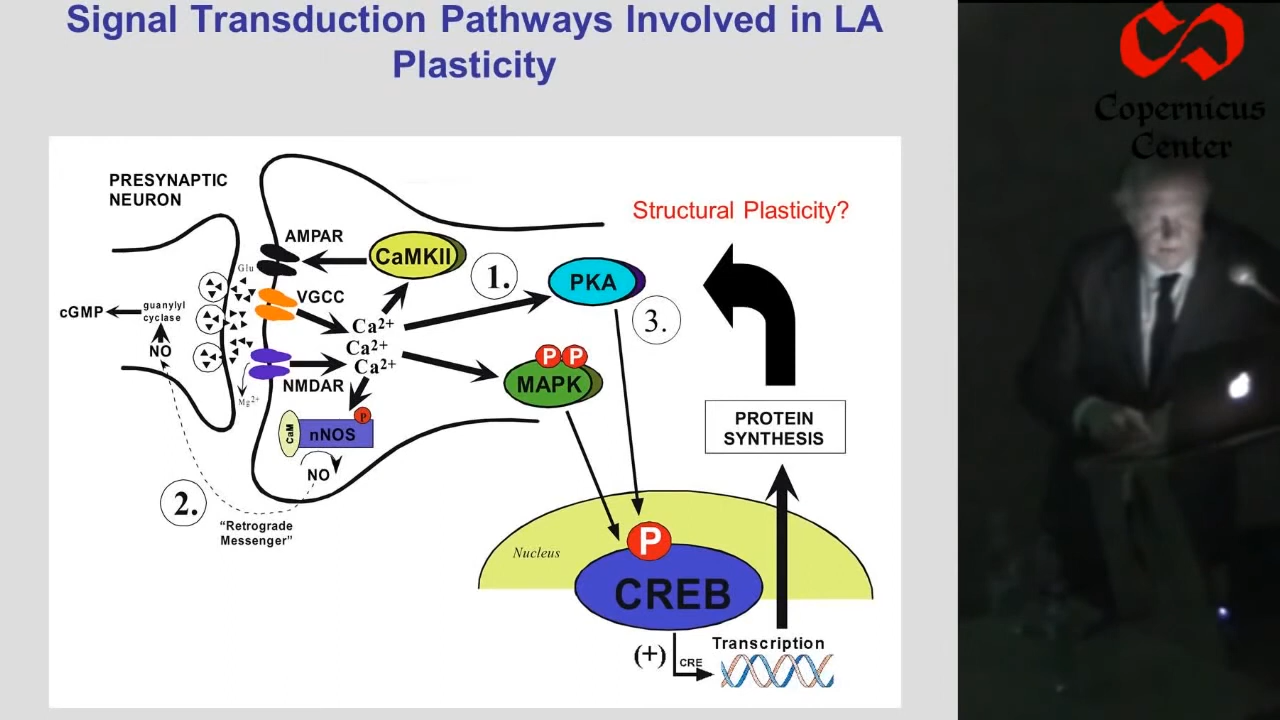 Signal Transduction Pathways Involved in LA
Plasticity
Copernicus
Center
PRESYNAPTIC
NEURON
Structural Plasticity?
AMPAR
CaMKII
Glu
1.
PKA
VGCC
guanylyl
cyclase
cGMP
Ca2+
Ca2+
Ca2+
3.
NO
P P
MAPK
NMDAR
Mg2+
P
CaM
nNOS
NO
PROTEIN
SYNTHESIS
2.
“Retrograde
Messenger”
Nucleus
P
CREB
(+)
CRE
Transcription